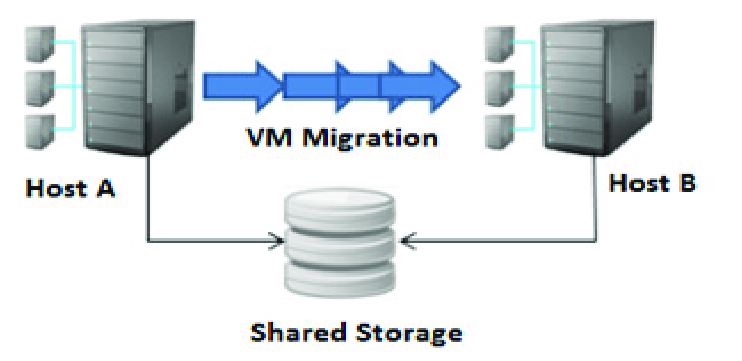 VM Migration
Host A
Host B
Shared Storage